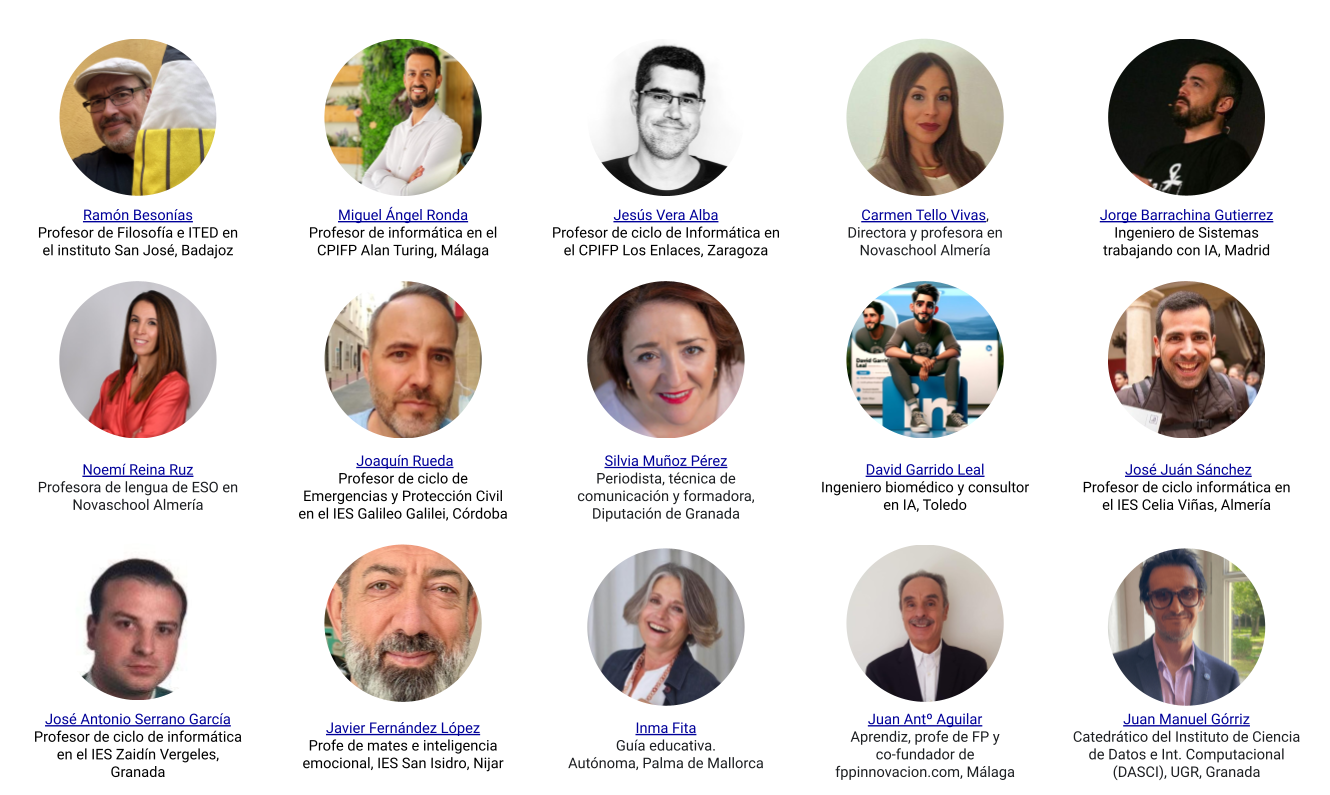 Ramón Besonías
Profesor de Filosofía e ITED en
el instituto San José, Badajoz
Miguel Ángel Ronda
Profesor de informática en el
CPIFP Alan Turing, Málaga
Jesús Vera Alba
Profesor de ciclo de Informática en
el CPIFP Los Enlaces, Zaragoza
Carmen Tello Vivas,
Directora y profesora en
Novaschool Almería
Jorge Barrachina Gutierrez
Ingeniero de Sistemas
trabajando con IA, Madrid
Noemí Reina Ruz
Profesora de lengua de ESO en
Novaschool Almería
Joaquín Rueda
Profesor de ciclo de
Emergencias y Protección Civil
en el IES Galileo Galilei, Córdoba
Silvia Muñoz Pérez
Periodista, técnica de
comunicación y formadora,
Diputación de Granada
David Garrido
Leal
in
David Garrido Leal
Ingeniero biomédico y consultor
en IA, Toledo
José Juán Sánchez
Profesor de ciclo informática en
el IES Celia Viñas, Almería
José Antonio Serrano García
Profesor de ciclo de informática
en el IES Zaidín Vergeles,
Granada
Javier Fernández López
Profe de mates e inteligencia
emocional, IES San Isidro, Nijar
Inma Fita
Guía educativa.
Autónoma, Palma de Mallorca
Juan Antº Aguilar
Aprendiz, profe de FP y
co-fundador de
fppinnovacion.com, Málaga
Juan Manuel Górriz
Catedrático del Instituto de Ciencia
de Datos e Int. Computacional
(DASCI), UGR, Granada